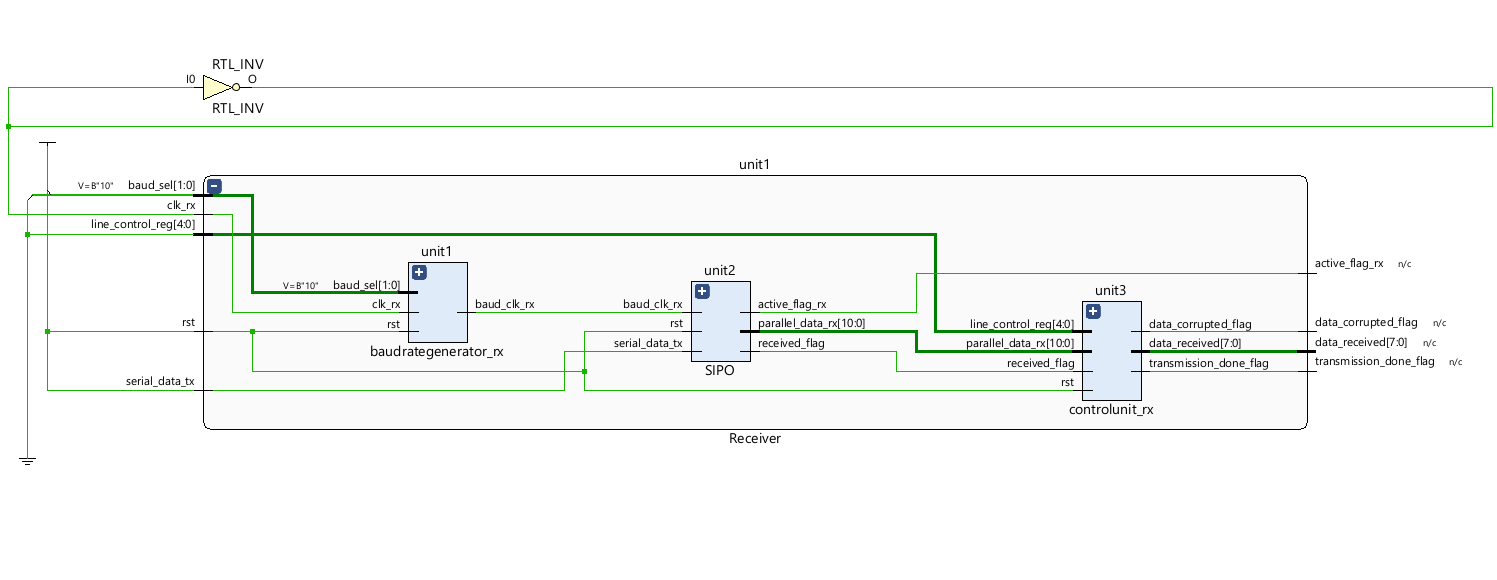 RTL_INV
I0
O
RTL_INV
unit1
V=B"10" baud_sel[1:0]
clk_rx
line_control_reg[4:0]
rst
serial_data_tx
unit1
V=B"10" baud_sel[1:0]
clk_rx
rst
baud_clk_rx
baudrategenerator_rx
unit2
baud_clk_rx
rst
serial_data_tx
active_flag_rx
parallel_data_rx[10:0]
received_flag
SIPO
unit3
line_control_reg[4:0]
parallel_data_rx[10:0]
received_flag
rst
data_corrupted_flag
data_received[7:0]
transmission_done_flag
controlunit_rx
active_flag_rx n/c
data_corrupted_flag n/c
data_received[7:0] n/c
transmission_done_flag n/c
Receiver